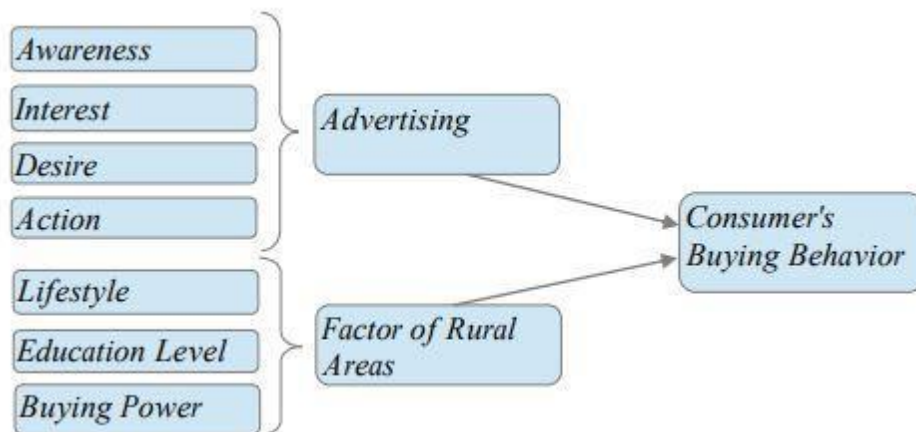 Awareness
Interest
Desire
Action
Advertising
Lifestyle
Education Level
Buying Power
Factor of Rural
Areas
Consumer's
Buying Behavior